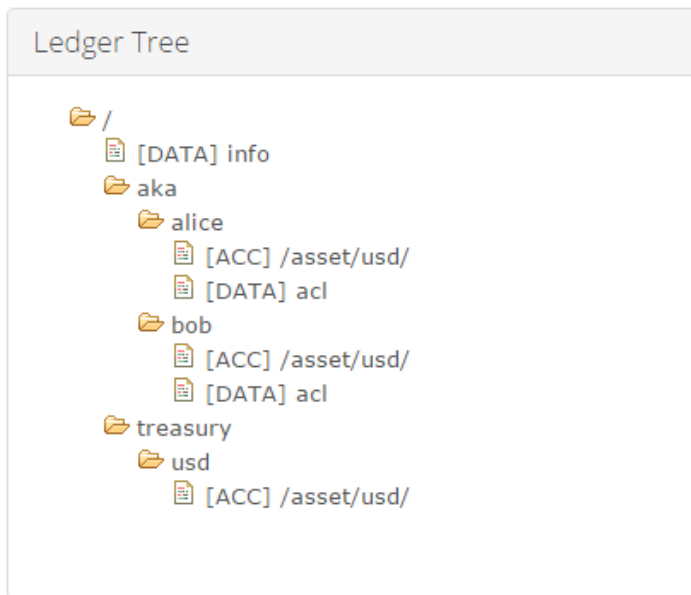 Ledger Tree
/
[DATA] info
aka
alice
[ACC] /asset/usd/
[DATA] acl
bob
[ACC] /asset/usd/
[DATA] acl
treasury
usd
[ACC] /asset/usd/